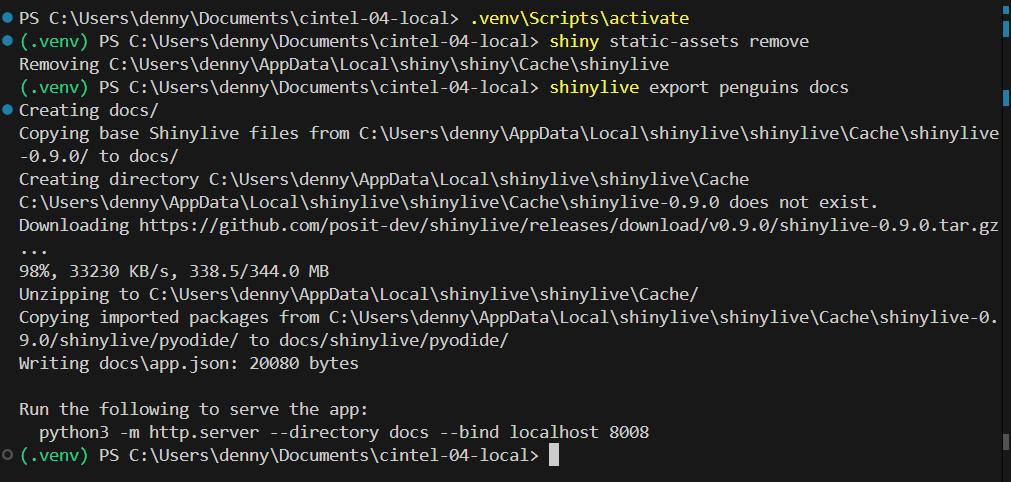 PS C:\Users\denny\Documents\cintel-04-local> .venv\Scripts\activate
(.venv) PS C:\Users\denny\Documents\cintel-04-local> shiny static-assets remove
Removing C:\Users\denny\AppData\Local\shiny\shiny\Cache\shinylive
(.venv) PS C:\Users\denny\Documents\cintel-04-local> shinylive export penguins docs
Creating docs/
Copying base Shinylive files from C:\Users\denny\AppData\Local\shinylive\shinylive\Cache\shinylive
-0.9.0/ to docs/
Creating directory C:\Users\denny\AppData\Local\shinylive\shinylive\Cache
C:\Users\denny\AppData\Local\shinylive\shinylive\Cache\shinylive-0.9.0 does not exist.
Downloading https://github.com/posit-dev/shinylive/releases/download/v0.9.0/shinylive-0.9.0.tar.gz
...
98%, 33230 KB/s, 338.5/344.0 MB
Unzipping to C:\Users\denny\AppData\Local\shinylive\shinylive\Cache/
Copying imported packages from C:\Users\denny\AppData\Local\shinylive\shinylive\Cache\shinylive-0.
9.0/shinylive/pyodide/ to docs/shinylive/pyodide/
Writing docs\app.json: 20080 bytes
Run the following to serve the app:
python3 -m http.server --directory docs --bind localhost 8008
(.venv) PS C:\Users\denny\Documents\cintel-04-local>